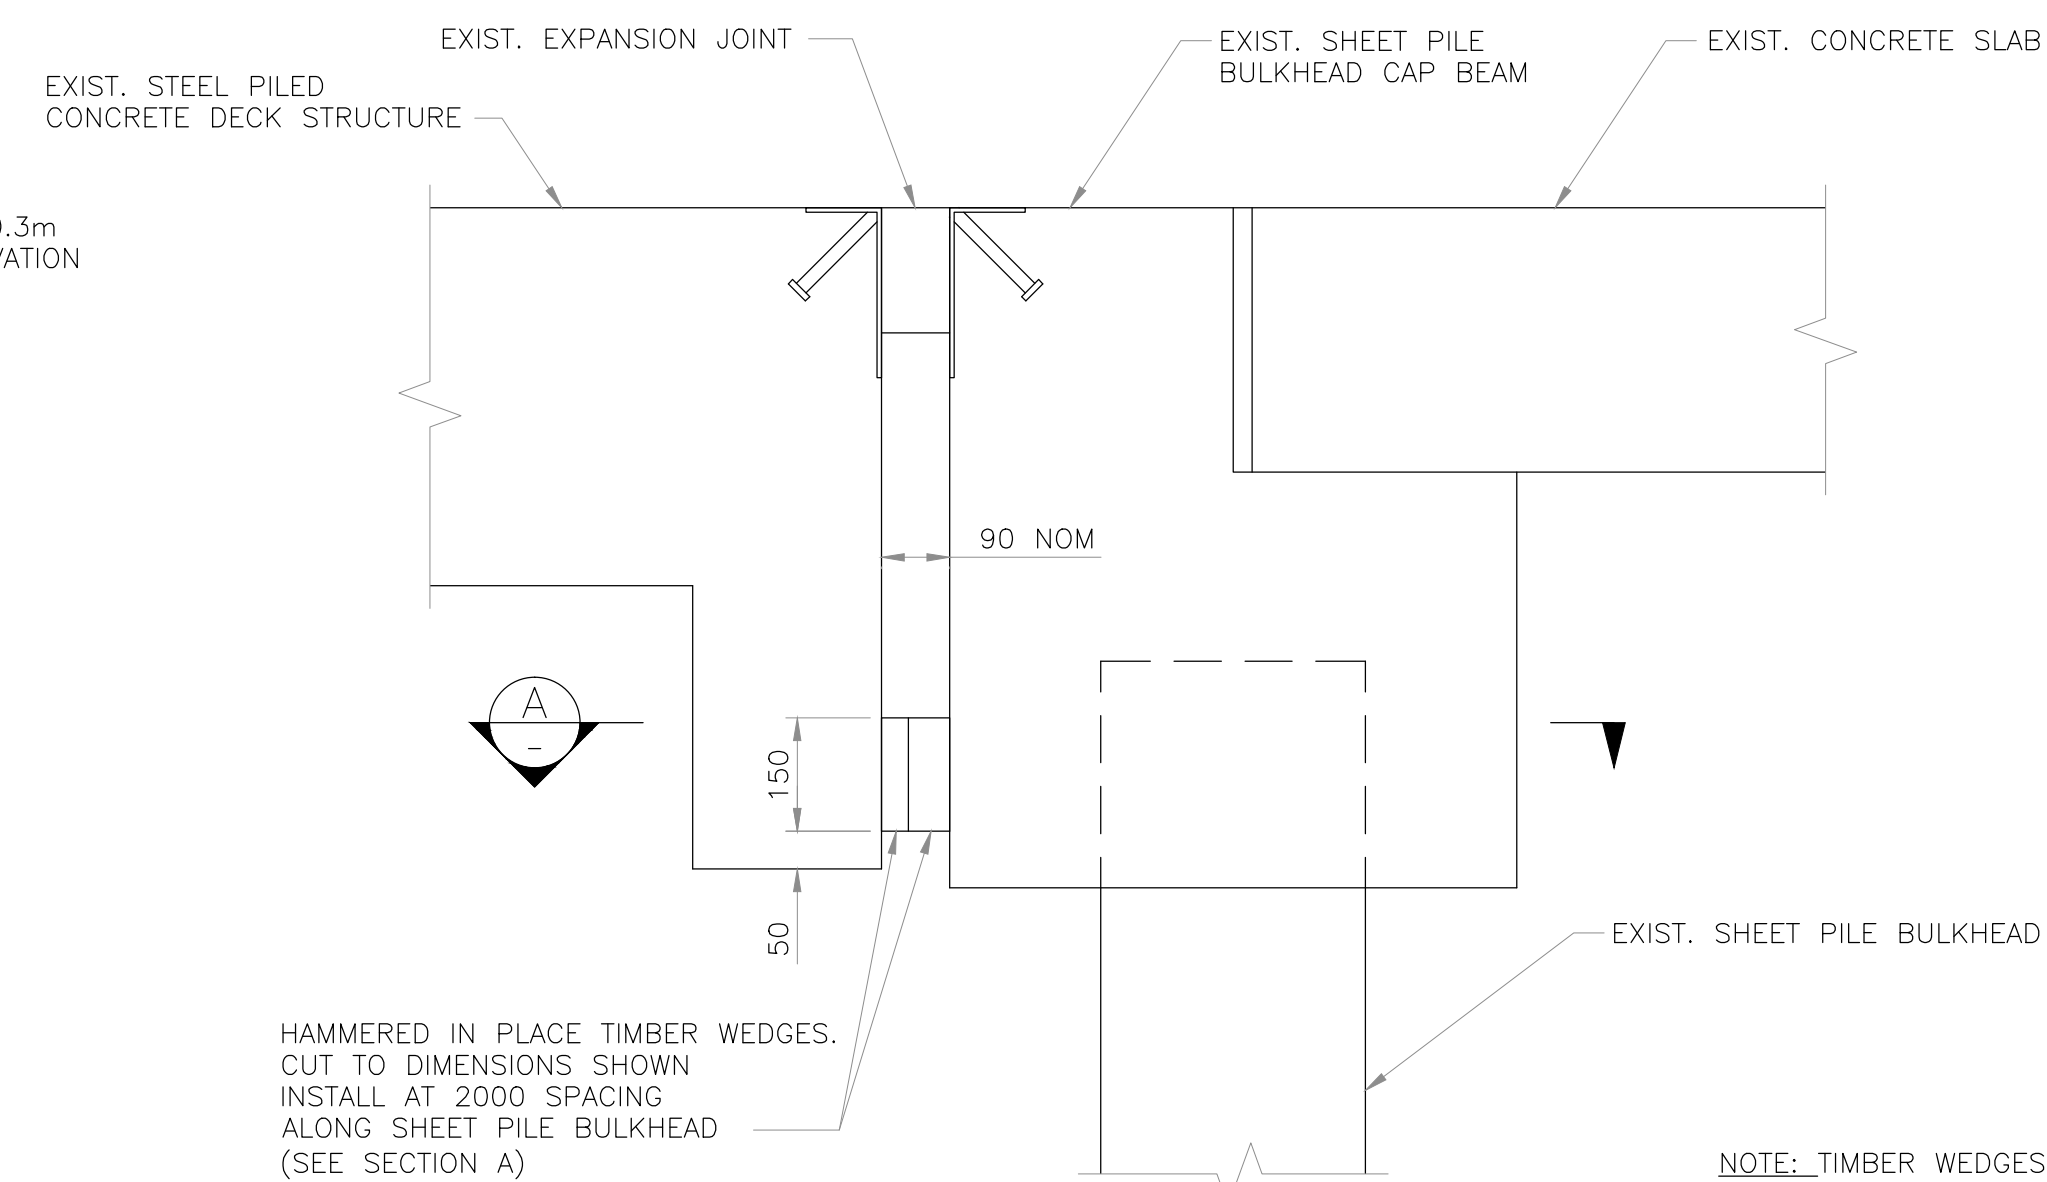 EXIST. EXPANSION JOINT
EXIST. SHEET PILE
BULKHEAD CAP BEAM
EXIST. CONCRETE SLAB
EXIST. STEEL PILED
CONCRETE DECK STRUCTURE
.3m
VATION
90 NOM
A
-
150
50
EXIST. SHEET PILE BULKHEAD
HAMMERED IN PLACE TIMBER WEDGES.
CUT TO DIMENSIONS SHOWN
INSTALL AT 2000 SPACING
ALONG SHEET PILE BULKHEAD
(SEE SECTION A)
NOTE: TIMBER WEDGES